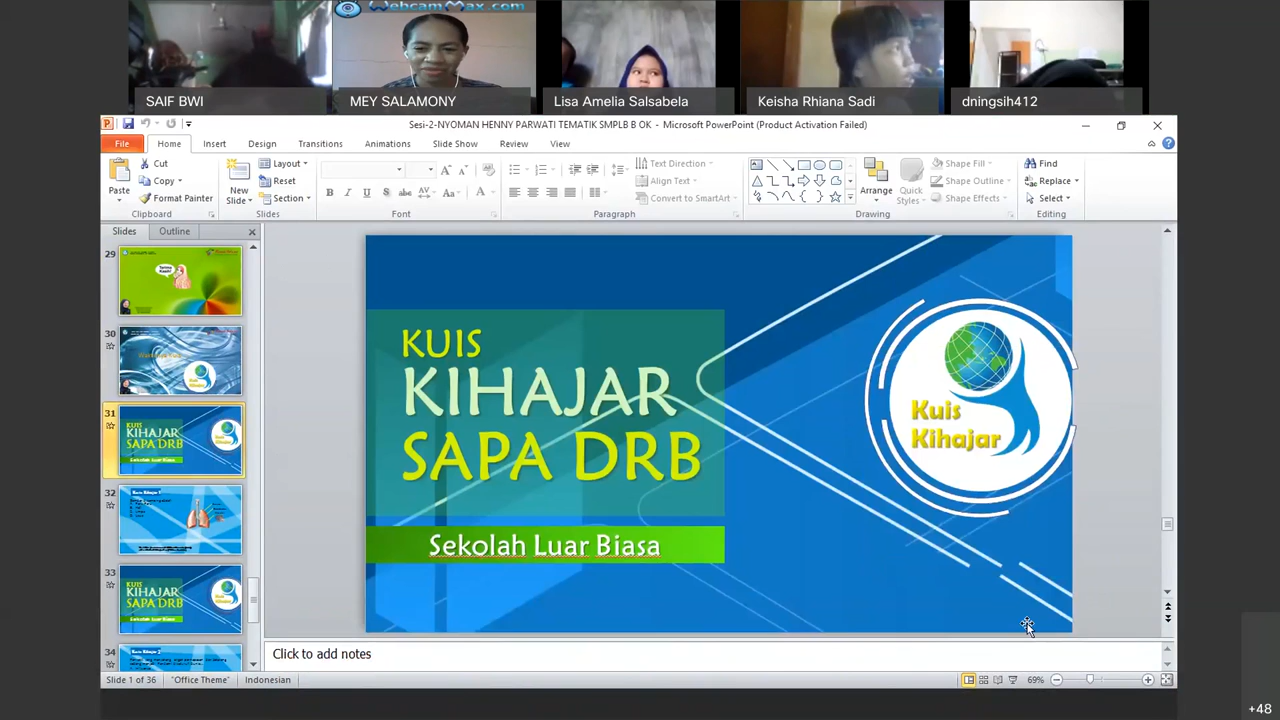 WebcamMax.com
SAIF BWI
MEY SALAMONY
Lisa Amelia Salsabela
Keisha Rhiana Sadi
dningsih412
Sesi-2-NYOMAN HENNY PARWATI TEMATIK SMPLB B OK - Microsoft PowerPoint (Product Activation Failed)
File Home Insert Design Transitions Animations Slide Show Review View
Paste
Cut
Copy
Format Painter
Clipboard
New Slide
Layout
Reset
Section
Slides
Font
Text Direction
Align Text
Convert to SmartArt
Paragraph
Arrange
Quick Styles
Shape Fill
Shape Outline
Shape Effects
Drawing
Find
Replace
Select
Editing
Slides Outline
29
30
31
KUIS
KIHAJAR
SAPA DRB
Sekolah Luar Biasa
32
33
KUIS
KIHAJAR
SAPA DRB
Sekolah Luar Biasa
34
KUIS
KIHAJAR
SAPA DRB
Sekolah Luar Biasa
Kuis
Kihajar
Click to add notes
Slide 1 of 36 "Office Theme" Indonesian 69%
+48